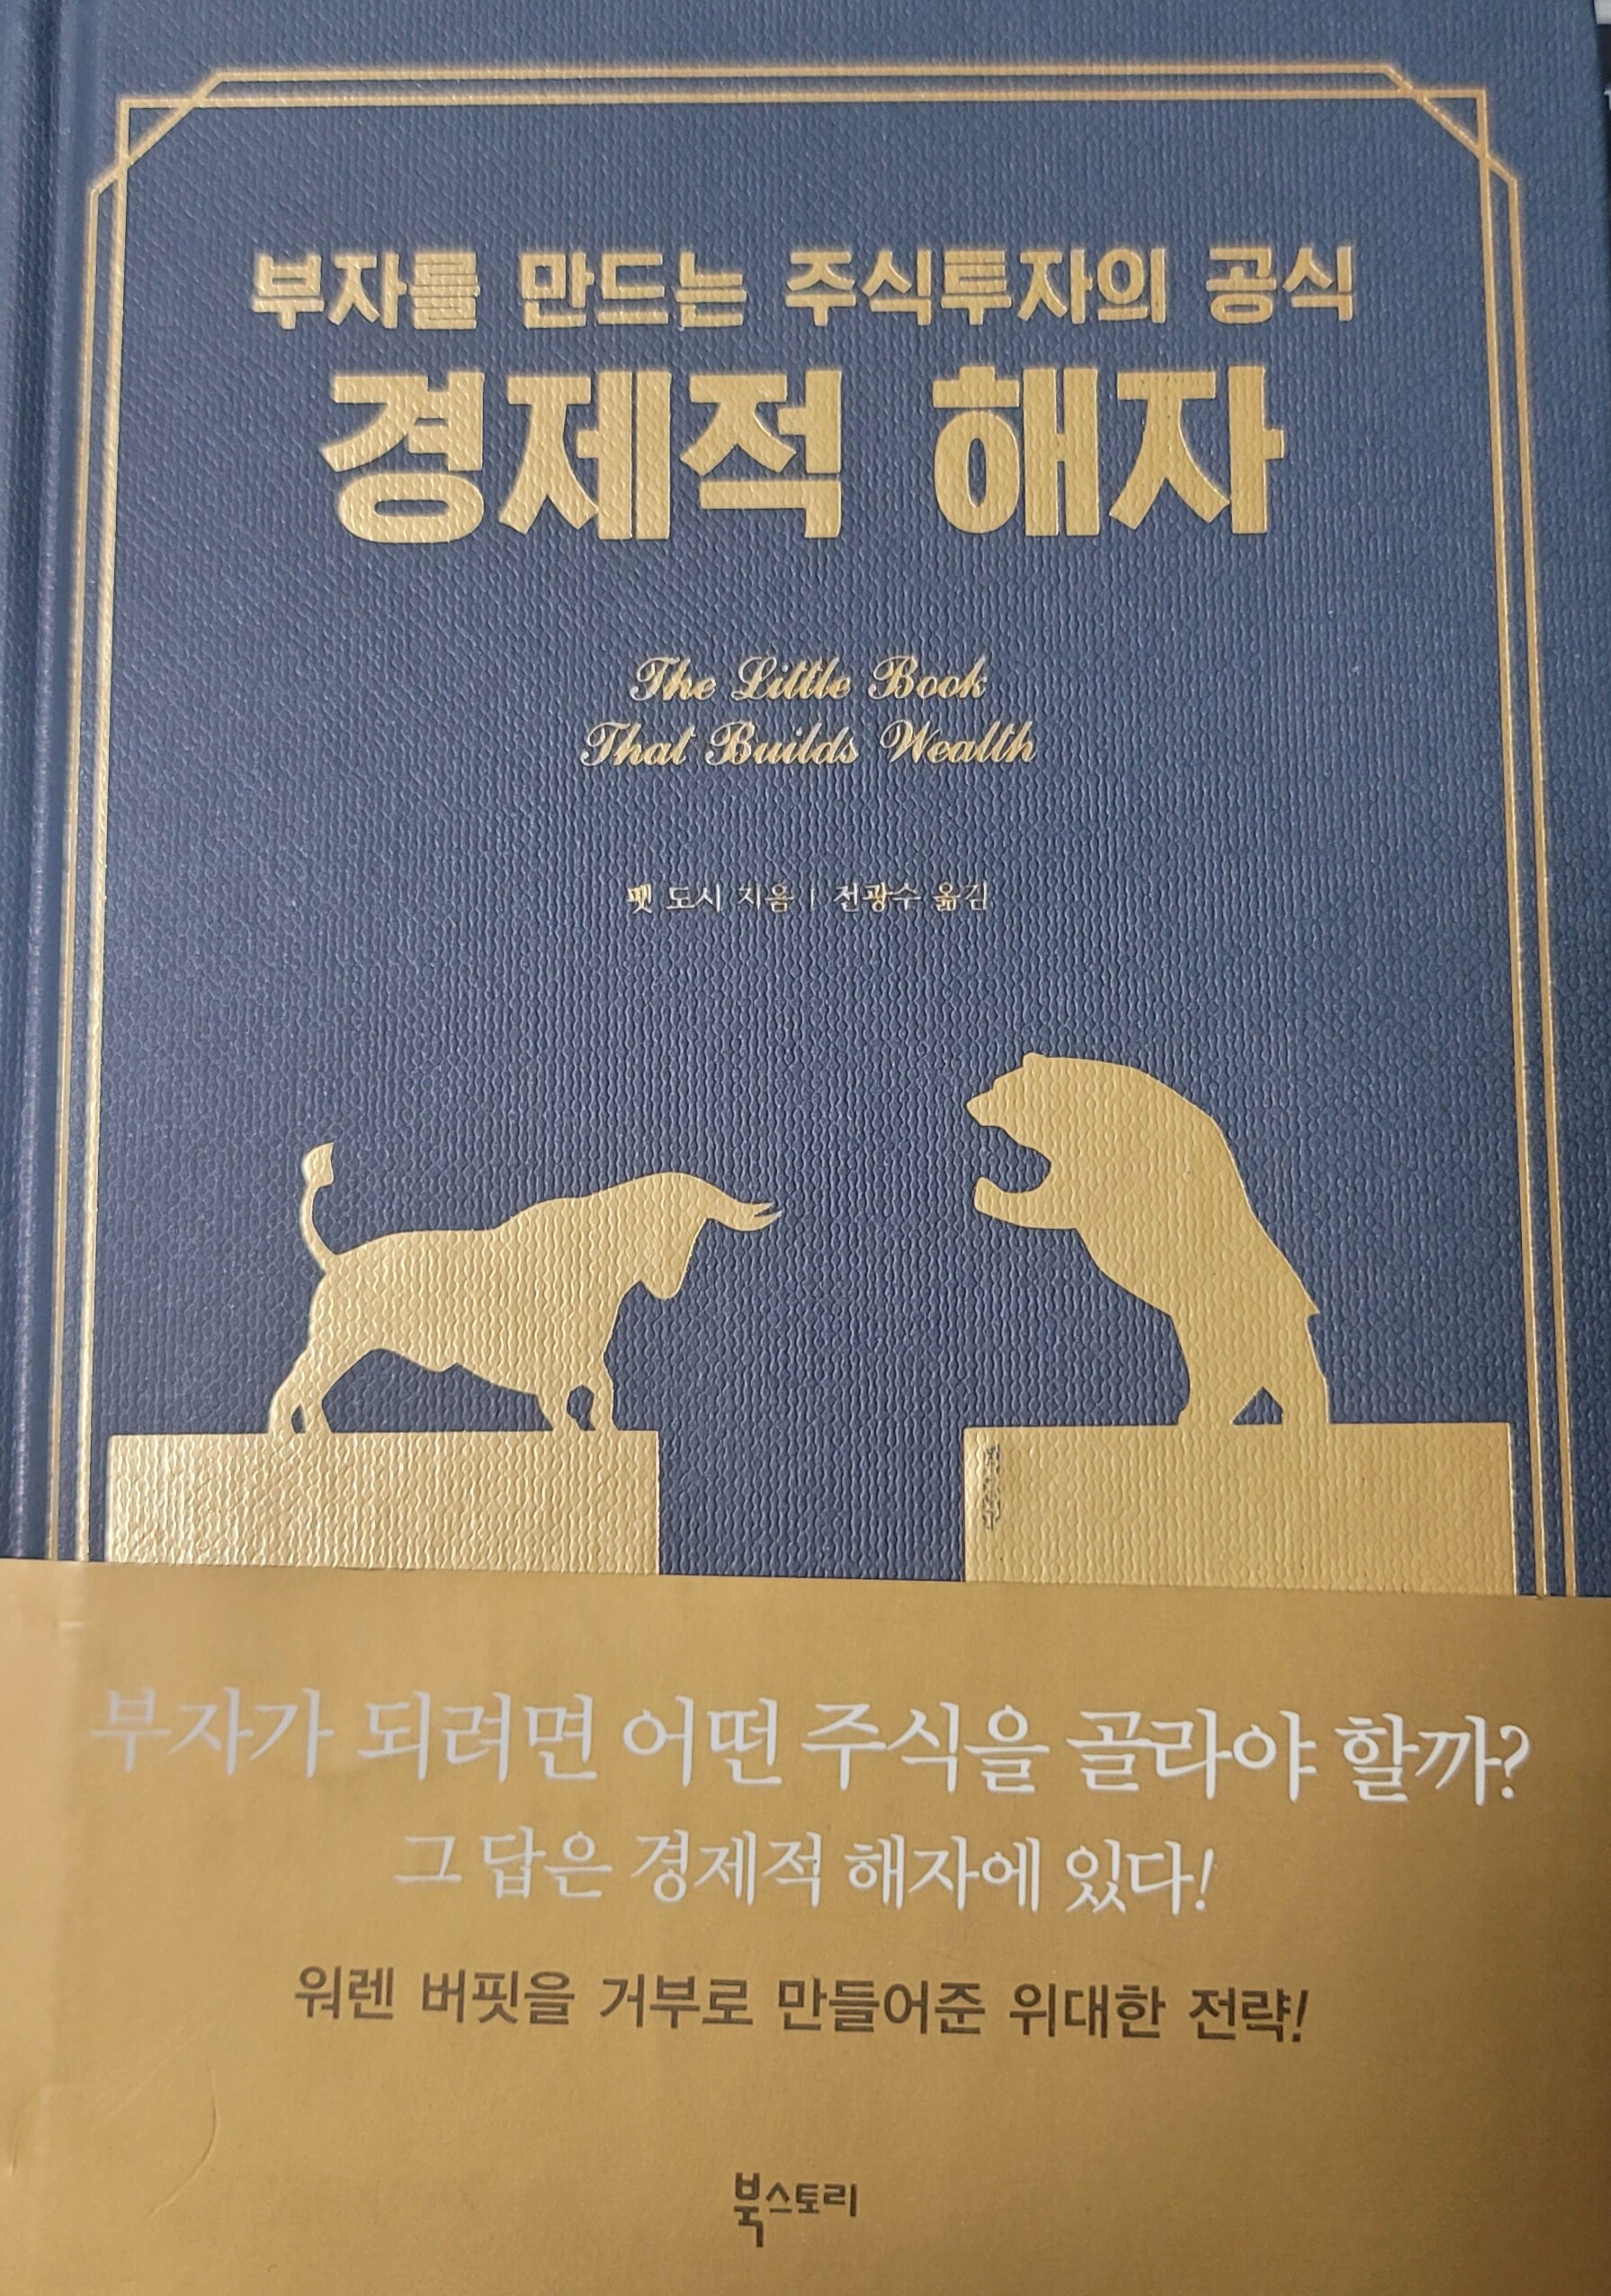 부자를 만드는 주식투자의 공식
경제적 해자
The Little Book
That Builds Wealth
팻 도시 지음 | 전광수 옮김
부자가 되려면 어떤 주식을 골라야 할까?
그 답은 경제적 해자에 있다!
워렌 버핏을 거부로 만들어준 위대한 전략!
북스토리